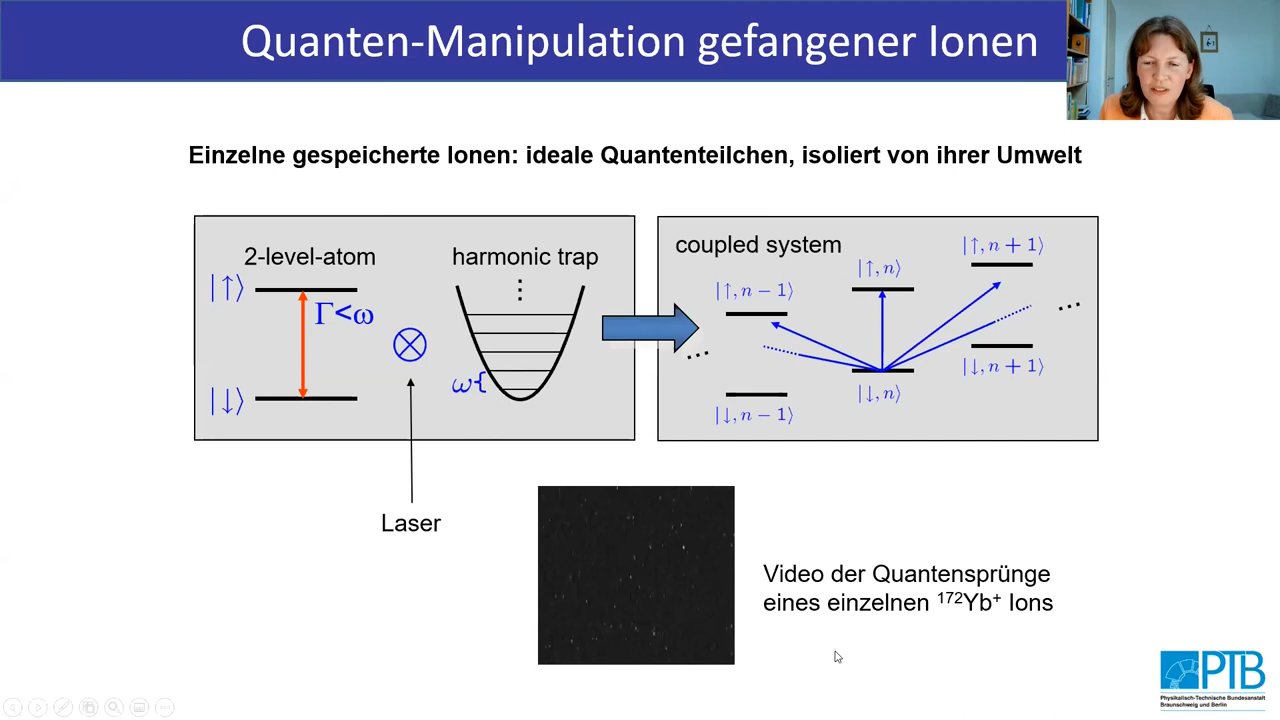 Quanten-Manipulation gefangener Ionen
Einzelne gespeicherte Ionen: ideale Quantenteilchen, isoliert von ihrer Umwelt
2-level-atom
harmonic trap
|↑⟩
Γ<ω
|↓⟩
⋮
ω{
Laser
coupled system
|↑, n − 1⟩
|↑, n⟩
|↑, n + 1⟩
...
...
|↓, n − 1⟩
|↓, n⟩
|↓, n + 1⟩
Video der Quantensprünge
eines einzelnen ¹⁷²Yb⁺ Ions
PTB
Physikalisch-Technische Bundesanstalt
Braunschweig und Berlin